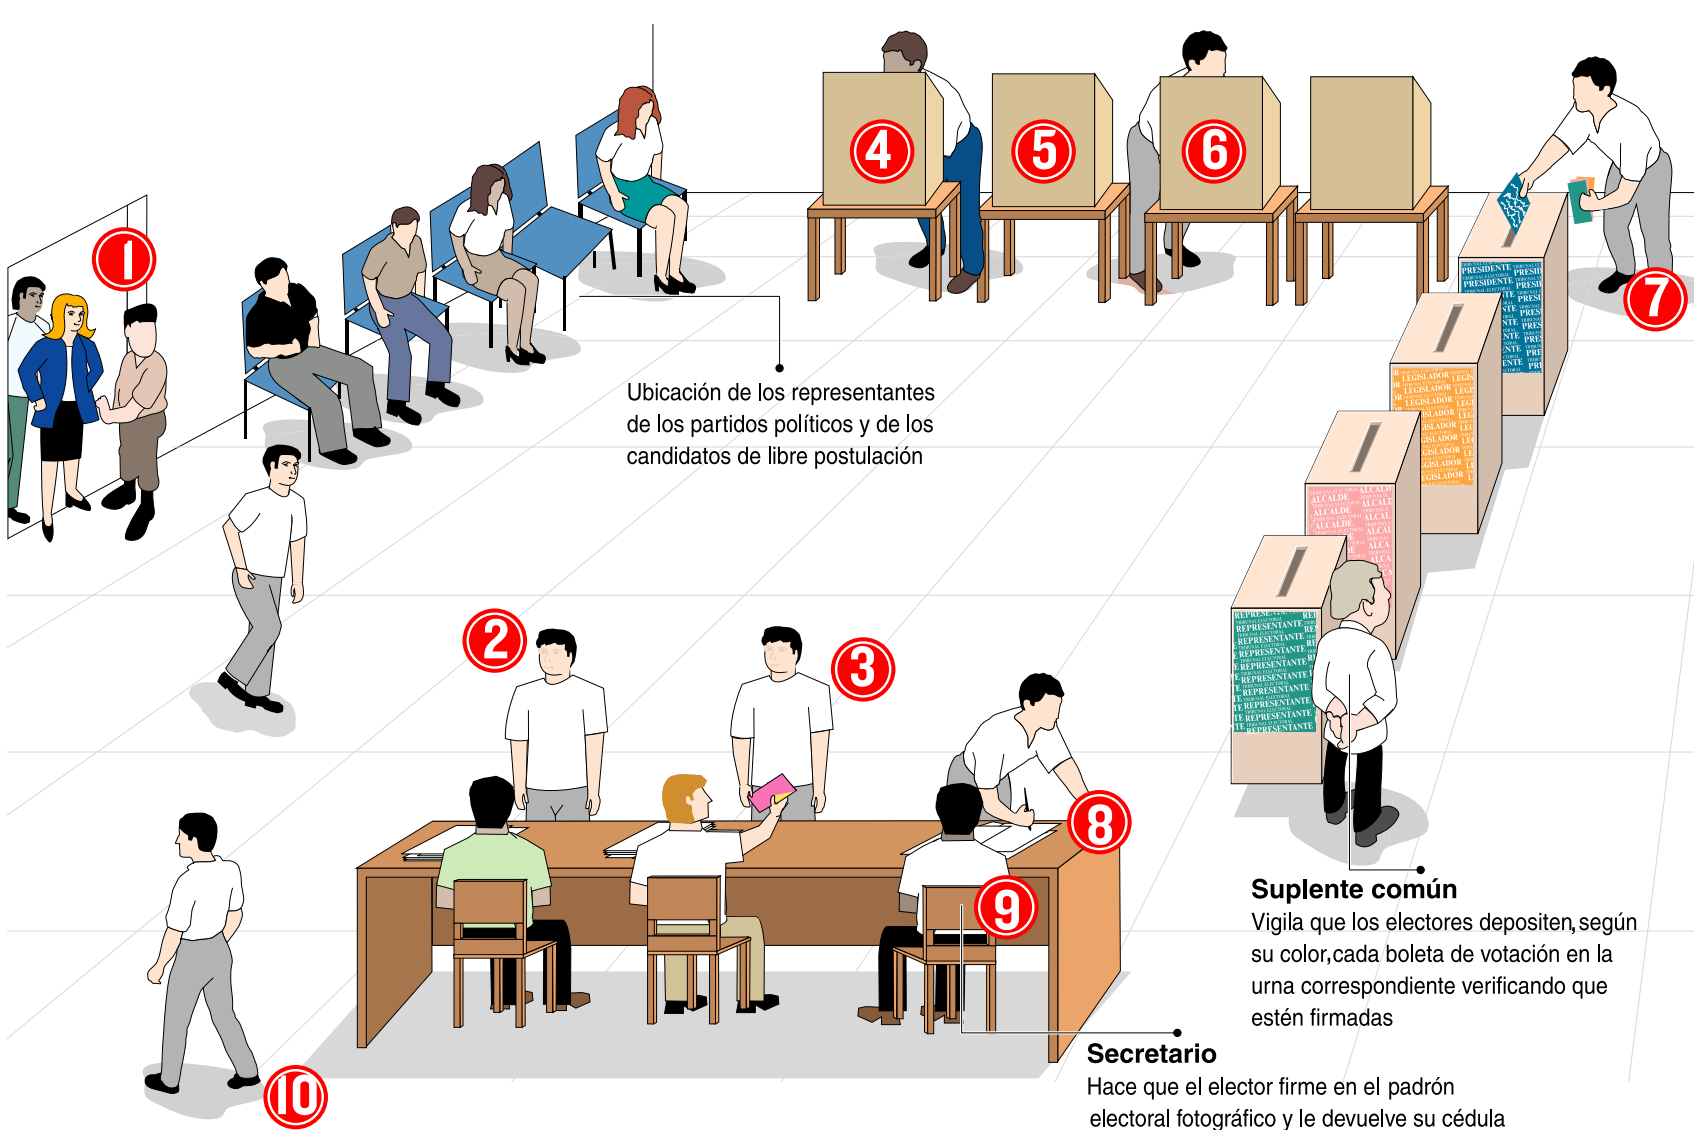 1
4
5
6
7
PRESIDENTE
LEGISLADOR
ALCALDE
TRIBUNAL ELECTORAL
REPRESENTANTE
Ubicación de los representantes
de los partidos políticos y de los
candidatos de libre postulación
2
3
8
9
10
Suplente común
Vigila que los electores depositen, según
su color, cada boleta de votación en la
urna correspondiente verificando que
estén firmadas
Secretario
Hace que el elector firme en el padrón
electoral fotográfico y le devuelve su cédula